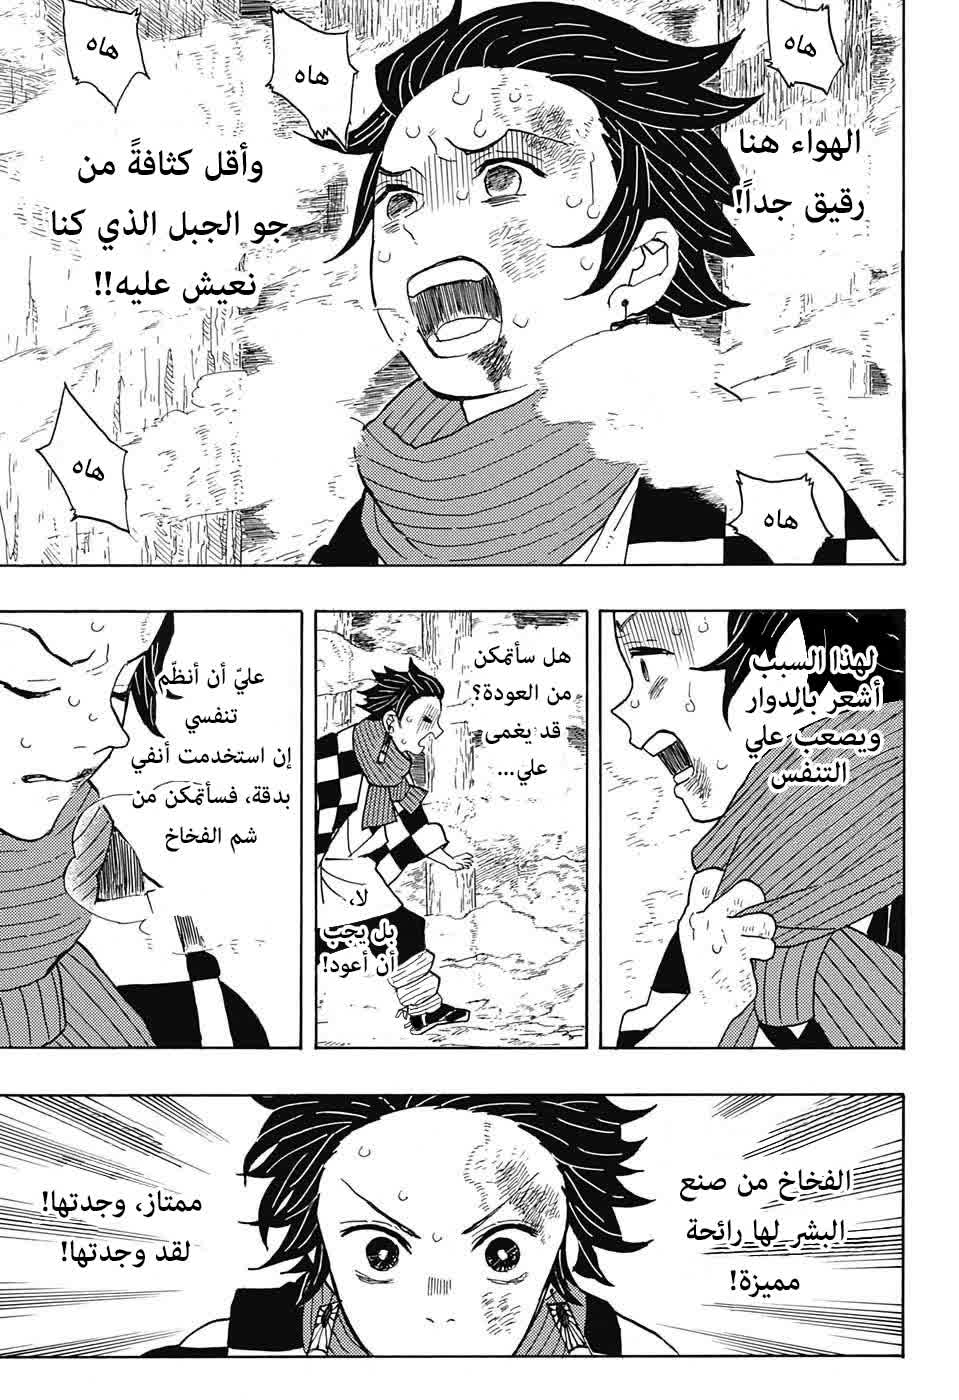 هاه
هاه
هاه
الهواء هنا
رقيق جداً!
وأقل كثافةً من
جو الجبل الذي كنا
نعيش عليه!!
هاه
هاه
لهذا السبب
أشعر بالدوار
ويصعب علي
التنفس
هل سأتمكن
من العودة؟
قد يغمى
علي...
لا،
بل يجب
أن أعود!
عليّ أن أنظّم
تنفسي
إن استخدمت أنفي
بدقة، فسأتمكن من
شم الفخاخ
الفخاخ من صنع
البشر لها رائحة
مميزة!
ممتاز، وجدتها!
لقد وجدتها!